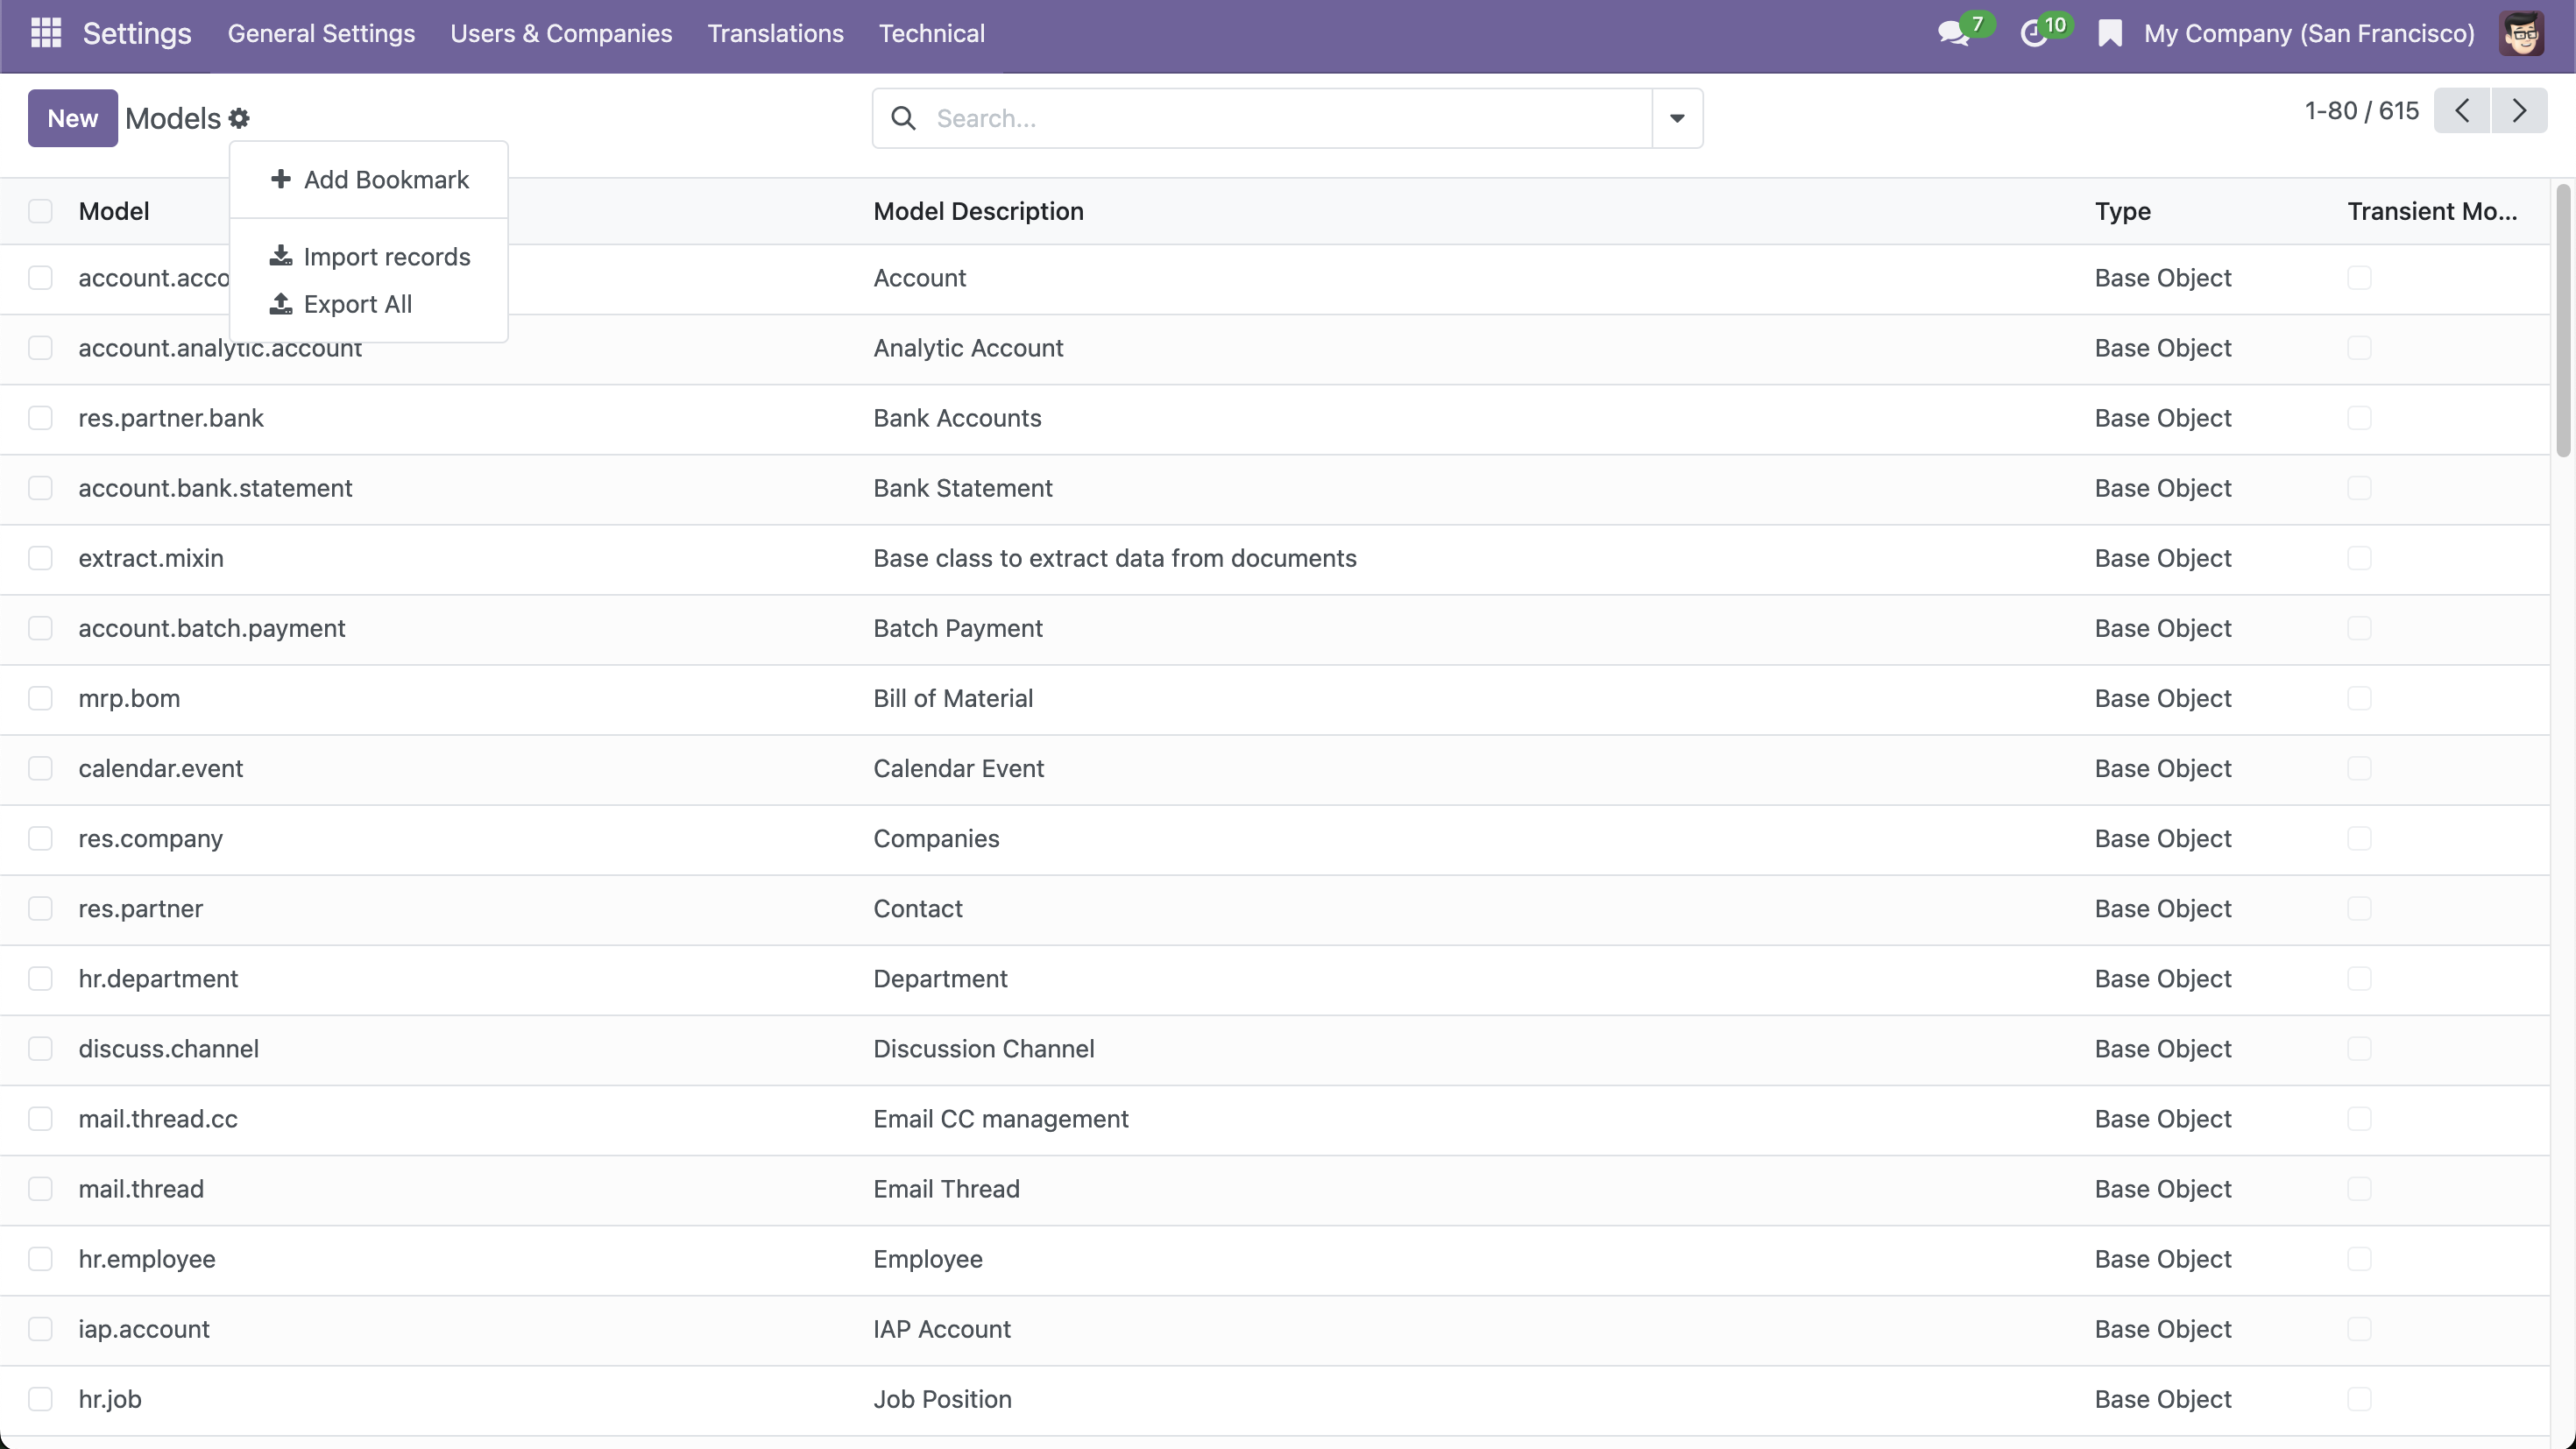 Settings General Settings Users & Companies Translations Technical 7 10 My Company (San Francisco)
New Models Search... 1-80 / 615
Add Bookmark
Import records
Export All
Model Model Description Type Transient Mo...
account.acco Account Base Object
account.analytic.account Analytic Account Base Object
res.partner.bank Bank Accounts Base Object
account.bank.statement Bank Statement Base Object
extract.mixin Base class to extract data from documents Base Object
account.batch.payment Batch Payment Base Object
mrp.bom Bill of Material Base Object
calendar.event Calendar Event Base Object
res.company Companies Base Object
res.partner Contact Base Object
hr.department Department Base Object
discuss.channel Discussion Channel Base Object
mail.thread.cc Email CC management Base Object
mail.thread Email Thread Base Object
hr.employee Employee Base Object
iap.account IAP Account Base Object
hr.job Job Position Base Object